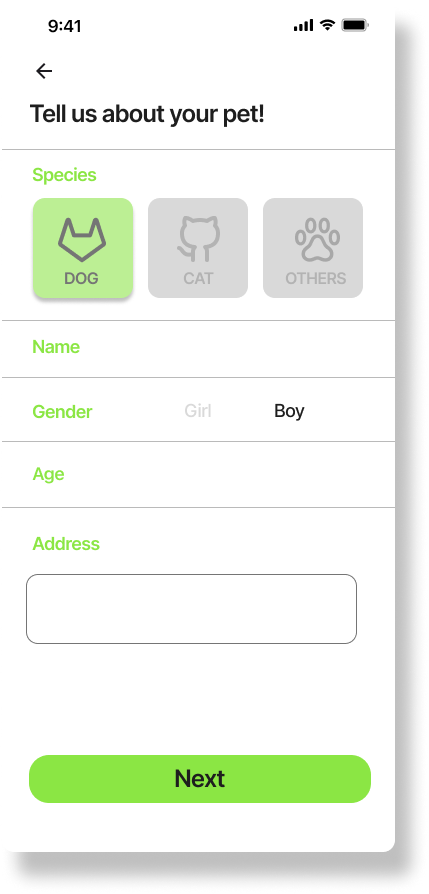 9:41
Tell us about your pet!
Species
DOG CAT OTHERS
Name
Gender Girl Boy
Age
Address
Next